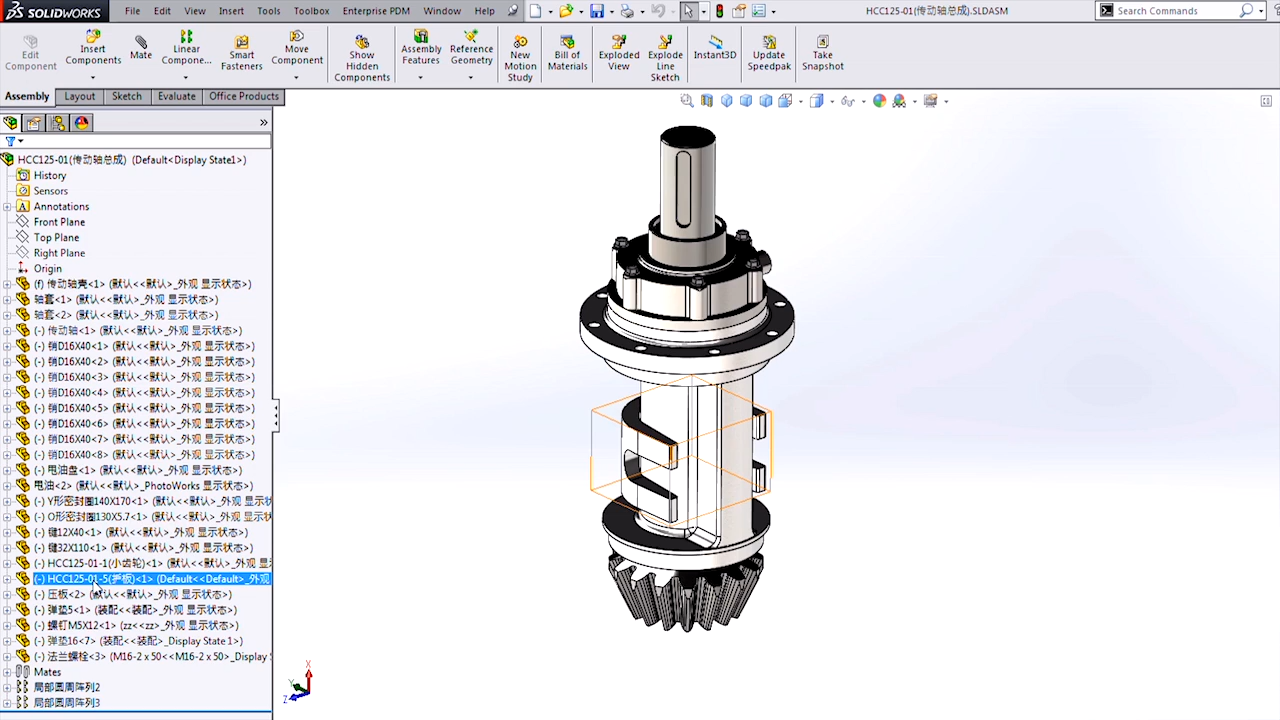 SOLIDWORKS File Edit View Insert Tools Toolbox Enterprise PDM Window Help HCC125-01(传动轴总成).SLDASM Search Commands
Edit Component
Insert Components
Mate
Linear Compone...
Smart Fasteners
Move Component
Show Hidden Components
Assembly Features
Reference Geometry
New Motion Study
Bill of Materials
Exploded View
Explode Line Sketch
Instant3D
Update Speedpak
Take Snapshot
Assembly Layout Sketch Evaluate Office Products
HCC125-01(传动轴总成) (Default<Display State1>)
History
Sensors
Annotations
Front Plane
Top Plane
Right Plane
Origin
(f) 传动轴壳<1> (默认<<默认>_外观 显示状态>)
轴套<1> (默认<<默认>_外观 显示状态>)
轴套<2> (默认<<默认>_外观 显示状态>)
(-) 传动轴<1> (默认<<默认>_外观 显示状态>)
(-) 销D16X40<1> (默认<<默认>_外观 显示状态>)
(-) 销D16X40<2> (默认<<默认>_外观 显示状态>)
(-) 销D16X40<3> (默认<<默认>_外观 显示状态>)
(-) 销D16X40<4> (默认<<默认>_外观 显示状态>)
(-) 销D16X40<5> (默认<<默认>_外观 显示状态>)
(-) 销D16X40<6> (默认<<默认>_外观 显示状态>)
(-) 销D16X40<7> (默认<<默认>_外观 显示状态>)
(-) 销D16X40<8> (默认<<默认>_外观 显示状态>)
(-) 甩油盘<1> (默认<<默认>_外观 显示状态>)
甩油<2> (默认<<默认>_PhotoWorks 显示状态>)
(-) Y形密封圈140X170<1> (默认<<默认>_外观 显示状
(-) O形密封圈130X5.7<1> (默认<<默认>_外观 显示状
(-) 键12X40<1> (默认<<默认>_外观 显示状态>)
(-) 键32X110<1> (默认<<默认>_外观 显示状态>)
(-) HCC125-01-1(小齿轮)<1> (默认<<默认>_外观 显
(-) HCC125-01-5(护板)<1> (Default<<Default>_外观
(-) 压板<2> (默认<<默认>_外观 显示状态>)
(-) 弹垫5<1> (装配<<装配>_外观 显示状态>)
(-) 螺钉M5X12<1> (zz<<zz>_外观 显示状态>)
(-) 弹垫16<7> (装配<<装配>_Display State 1>)
(-) 法兰螺栓<3> (M16-2 x 50<<M16-2 x 50>_Display S
Mates
局部圆周阵列2
局部圆周阵列3
X
Y
Z